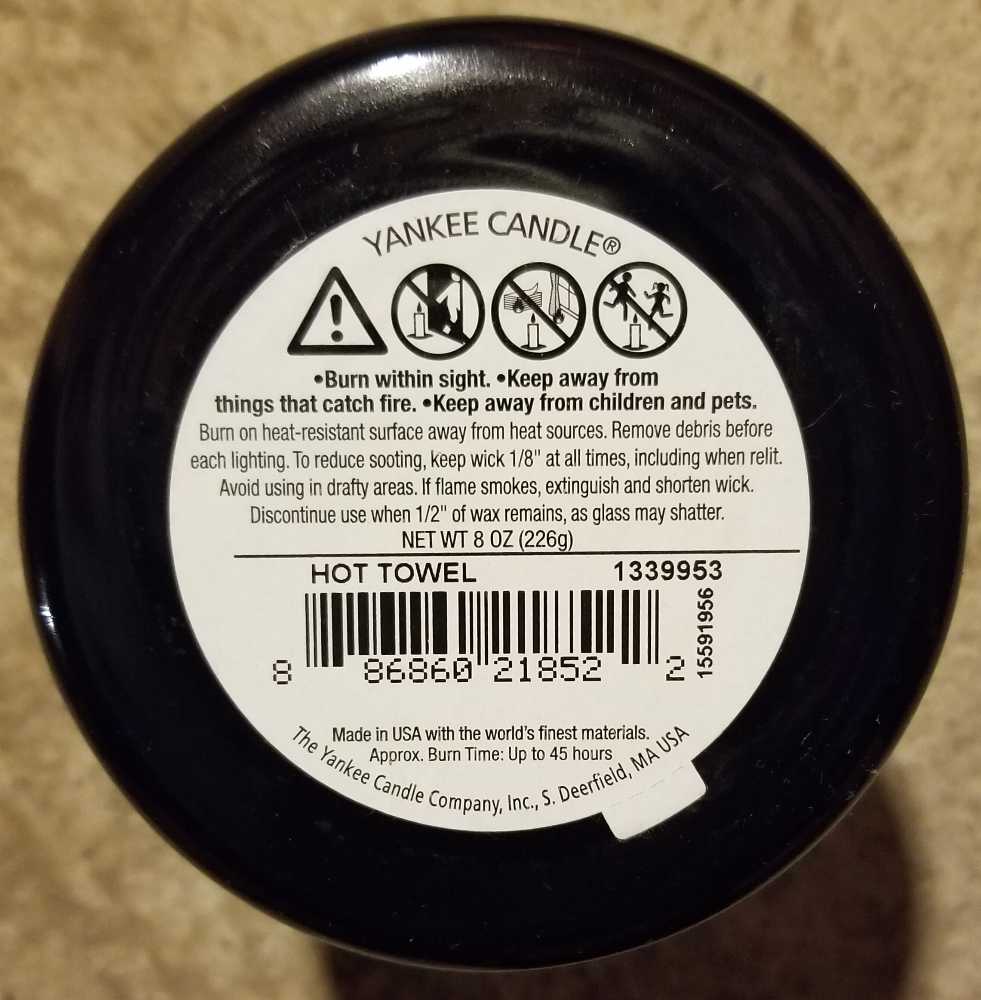 YANKEE CANDLE®
•Burn within sight. •Keep away from
things that catch fire. •Keep away from children and pets.
Burn on heat-resistant surface away from heat sources. Remove debris before
each lighting. To reduce sooting, keep wick 1/8" at all times, including when relit.
Avoid using in drafty areas. If flame smokes, extinguish and shorten wick.
Discontinue use when 1/2" of wax remains, as glass may shatter.
NET WT 8 OZ (226g)
HOT TOWEL 1339953
15591956
8 86860 21852 2
Made in USA with the world's finest materials.
Approx. Burn Time: Up to 45 hours
The Yankee Candle Company, Inc., S. Deerfield, MA USA